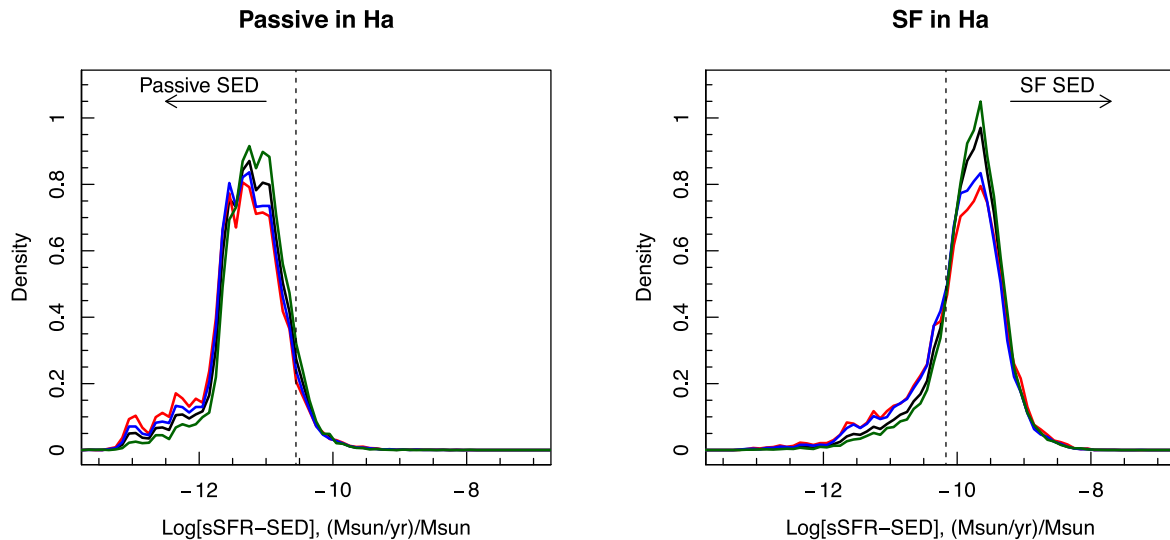 Passive in Ha
Passive SED
Density
0
0.2
0.4
0.6
0.8
1
−12
−10
−8
Log[sSFR−SED], (Msun/yr)/Msun
SF in Ha
SF SED
Density
0
0.2
0.4
0.6
0.8
1
−12
−10
−8
Log[sSFR−SED], (Msun/yr)/Msun